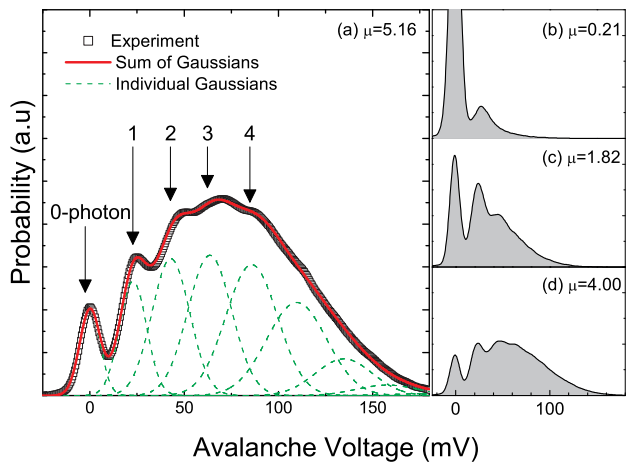 (a) μ=5.16
Experiment
Sum of Gaussians
Individual Gaussians
1
2
3
4
0-photon
Probability (a.u)
0
50
100
150
(b) μ=0.21
(c) μ=1.82
(d) μ=4.00
0
100
Avalanche Voltage (mV)